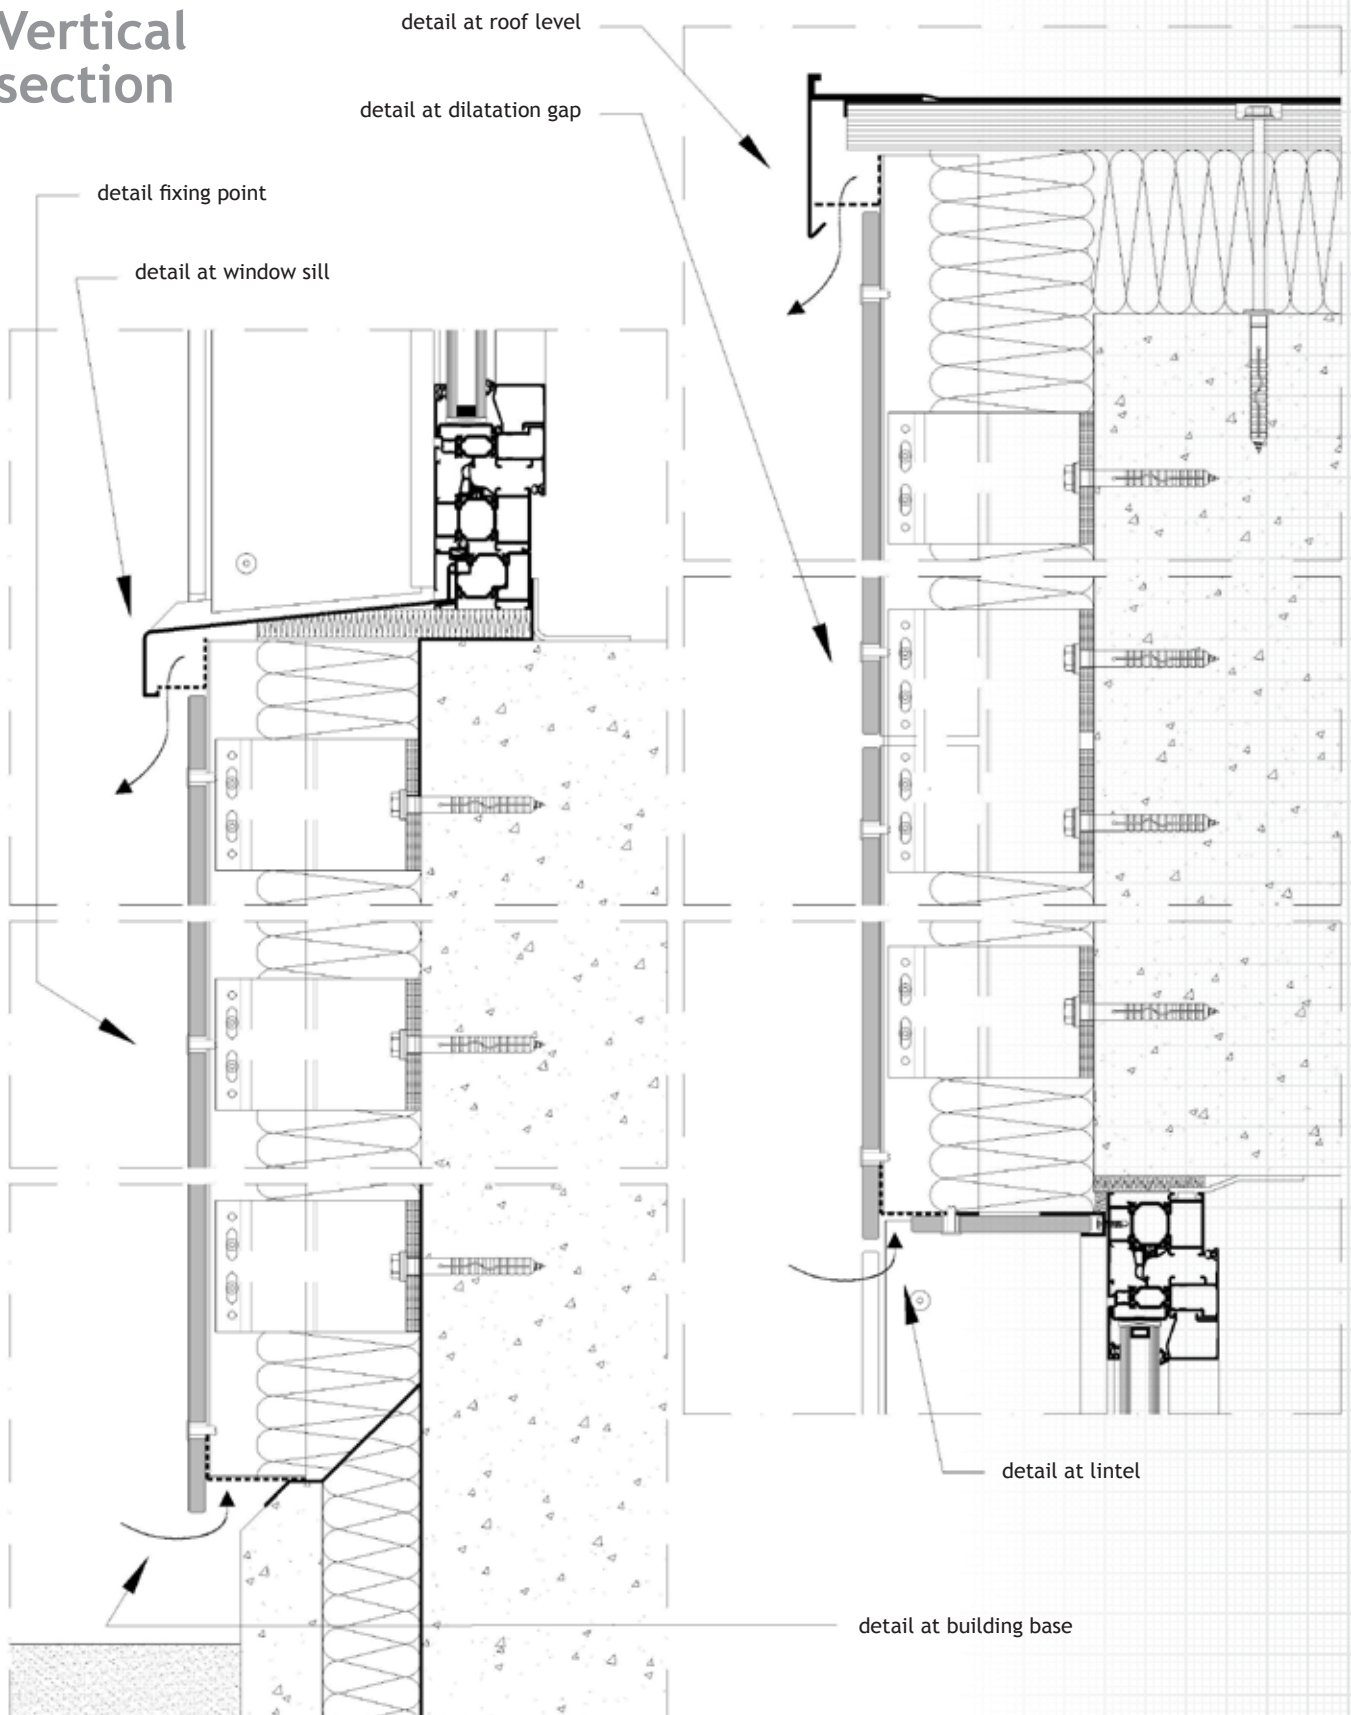 Vertical
section
detail at roof level
detail at dilatation gap
detail fixing point
detail at window sill
detail at lintel
detail at building base